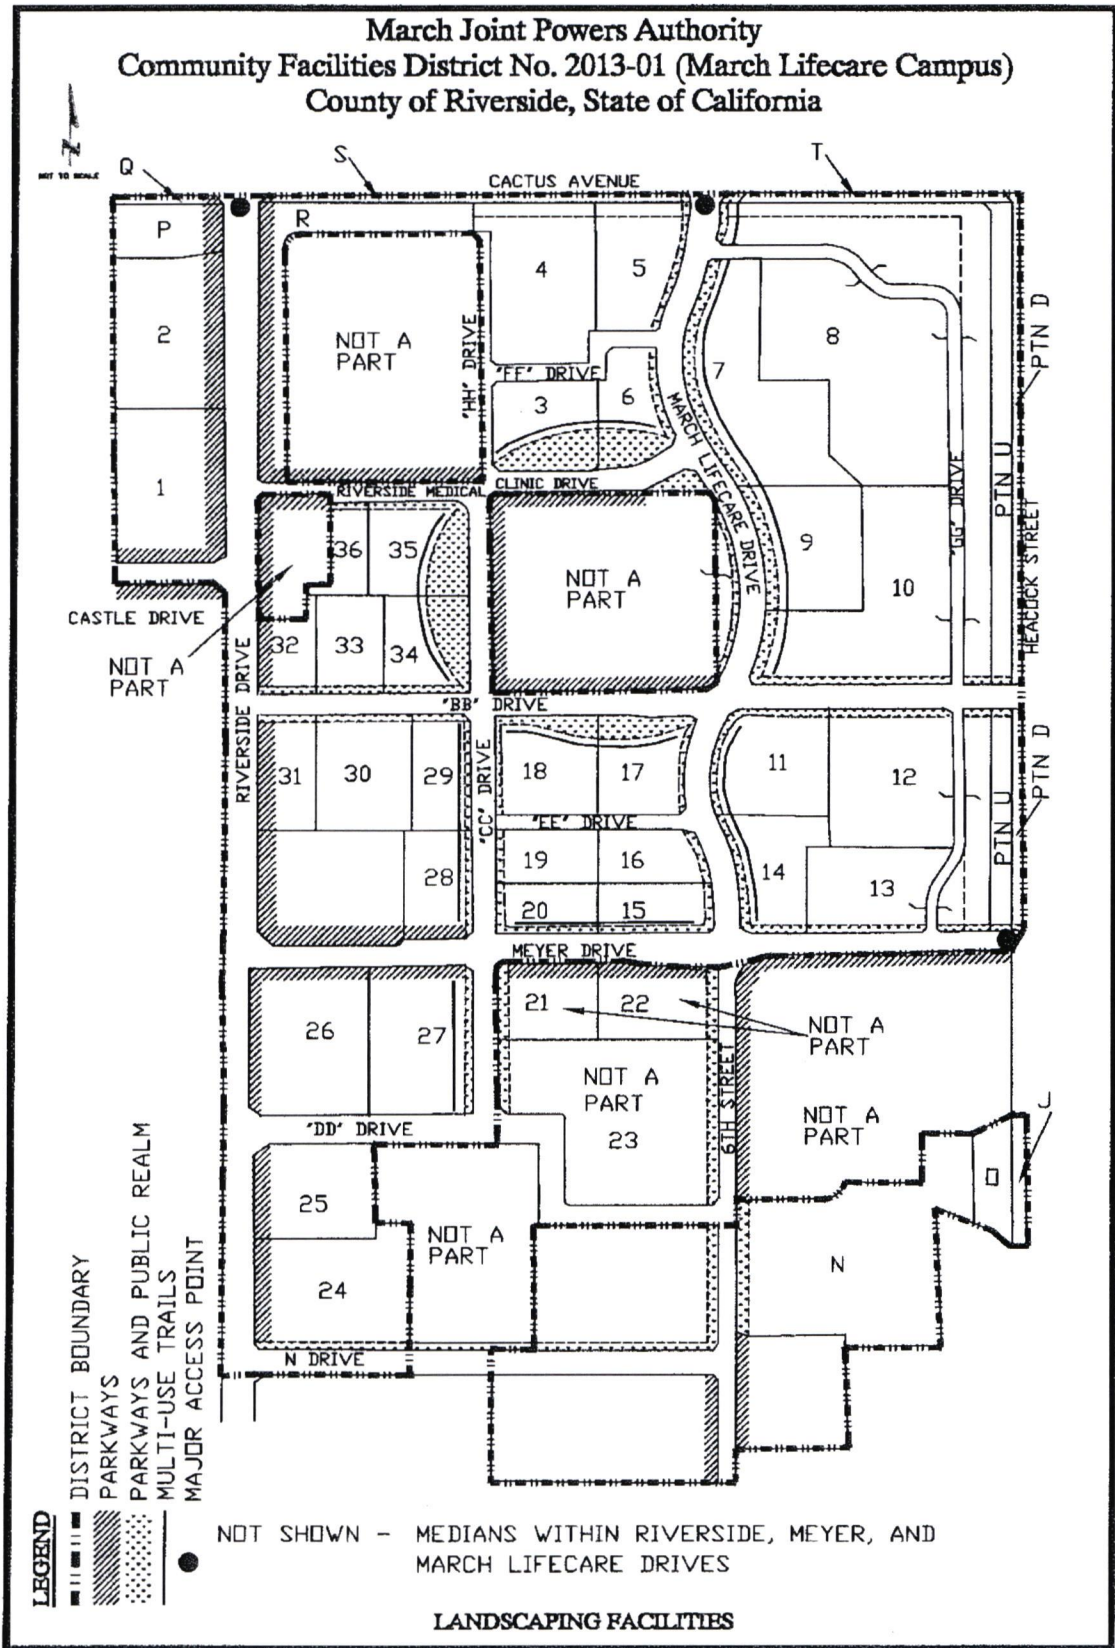 March Joint Powers Authority
Community Facilities District No. 2013-01 (March Lifecare Campus)
County of Riverside, State of California
NOT TO SCALE
Q
S
T
CACTUS AVENUE
P
R
2
NOT A
PART
'HH' DRIVE
4
5
8
7
PTN D
'FF' DRIVE
3
6
MARCH LIFECARE DRIVE
1
RIVERSIDE MEDICAL CLINIC DRIVE
PTN U
'GG' DRIVE
HEACOCK STREET
36
35
9
10
NOT A
PART
CASTLE DRIVE
NOT A
PART
32
33
34
RIVERSIDE DRIVE
'BB' DRIVE
31
30
29
'CC' DRIVE
18
17
11
12
PTN D
'EE' DRIVE
PTN U
28
19
16
14
13
20
15
MEYER DRIVE
26
27
21
22
NOT A
PART
NOT A
PART
23
6TH STREET
NOT A
PART
J
'DD' DRIVE
O
25
NOT A
PART
N
24
N DRIVE
LEGEND
DISTRICT BOUNDARY
PARKWAYS
PARKWAYS AND PUBLIC REALM
MULTI-USE TRAILS
MAJOR ACCESS POINT
NOT SHOWN - MEDIANS WITHIN RIVERSIDE, MEYER, AND
MARCH LIFECARE DRIVES
LANDSCAPING FACILITIES